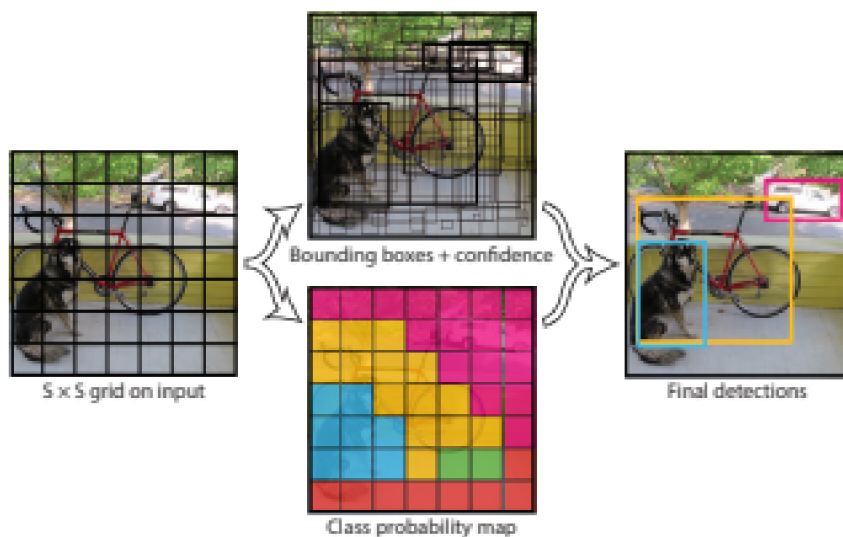 Bounding boxes + confidence
S × S grid on input
Final detections
Class probability map